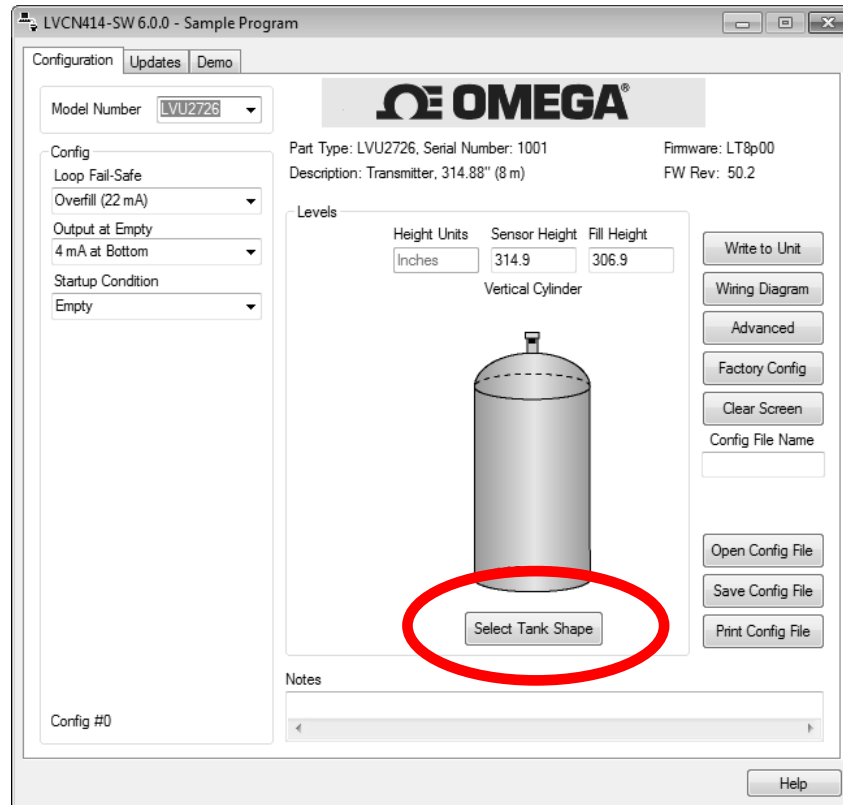 LVCN414-SW 6.0.0 - Sample Program
Configuration Updates Demo
Model Number LVU2726
ΩE OMEGA®
Part Type: LVU2726, Serial Number: 1001 Firmware: LT8p00
Description: Transmitter, 314.88" (8 m) FW Rev: 50.2
Config
Loop Fail-Safe
Overfill (22 mA)
Output at Empty
4 mA at Bottom
Startup Condition
Empty
Config #0
Levels
Height Units Sensor Height Fill Height
Inches 314.9 306.9
Vertical Cylinder
Select Tank Shape
Write to Unit
Wiring Diagram
Advanced
Factory Config
Clear Screen
Config File Name
Open Config File
Save Config File
Print Config File
Notes
Help